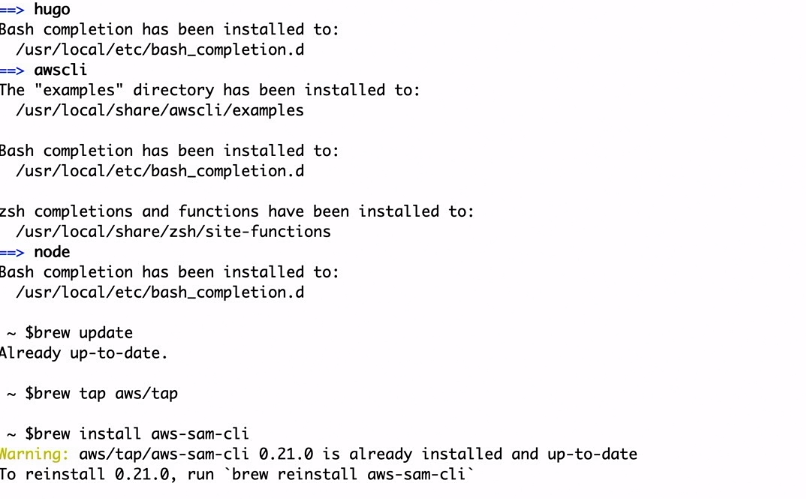 ==> hugo
Bash completion has been installed to:
  /usr/local/etc/bash_completion.d
==> awscli
The "examples" directory has been installed to:
  /usr/local/share/awscli/examples

Bash completion has been installed to:
  /usr/local/etc/bash_completion.d

zsh completions and functions have been installed to:
  /usr/local/share/zsh/site-functions
==> node
Bash completion has been installed to:
  /usr/local/etc/bash_completion.d

~ $brew update
Already up-to-date.

~ $brew tap aws/tap

~ $brew install aws-sam-cli
Warning: aws/tap/aws-sam-cli 0.21.0 is already installed and up-to-date
To reinstall 0.21.0, run `brew reinstall aws-sam-cli`